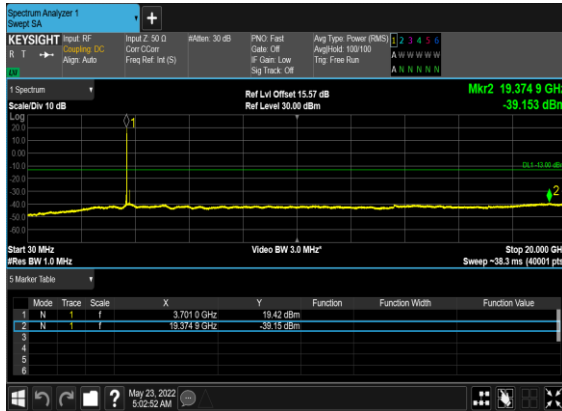 Spectrum Analyzer 1
Swept SA
+
KEYSIGHT Input: RF Input Z: 50 Ω #Atten: 30 dB PNO: Fast Avg Type: Power (RMS) 1 2 3 4 5 6
R T Coupling: DC Corr CCorr Gate: Off Avg|Hold: 100/100 A W W W W W
Align: Auto Freq Ref: Int (S) IF Gain: Low Trig: Free Run
LXI Sig Track: Off A N N N N N
1 Spectrum Ref Lvl Offset 15.57 dB Mkr2 19.374 9 GHz
Scale/Div 10 dB Ref Level 30.00 dBm -39.153 dBm
Log
1
20.0
10.0
0.00
DL1 -13.00 dBm
-10.0
-20.0
-30.0
2
-40.0
-50.0
-60.0
Start 30 MHz Video BW 3.0 MHz* Stop 20.000 GHz
#Res BW 1.0 MHz Sweep ~38.3 ms (40001 pts)
5 Marker Table
Mode Trace Scale X Y Function Function Width Function Value
1 N 1 f 3.701 0 GHz 19.42 dBm
2 N 1 f 19.374 9 GHz -39.15 dBm
3
4
5
6
? May 23, 2022
5:02:52 AM